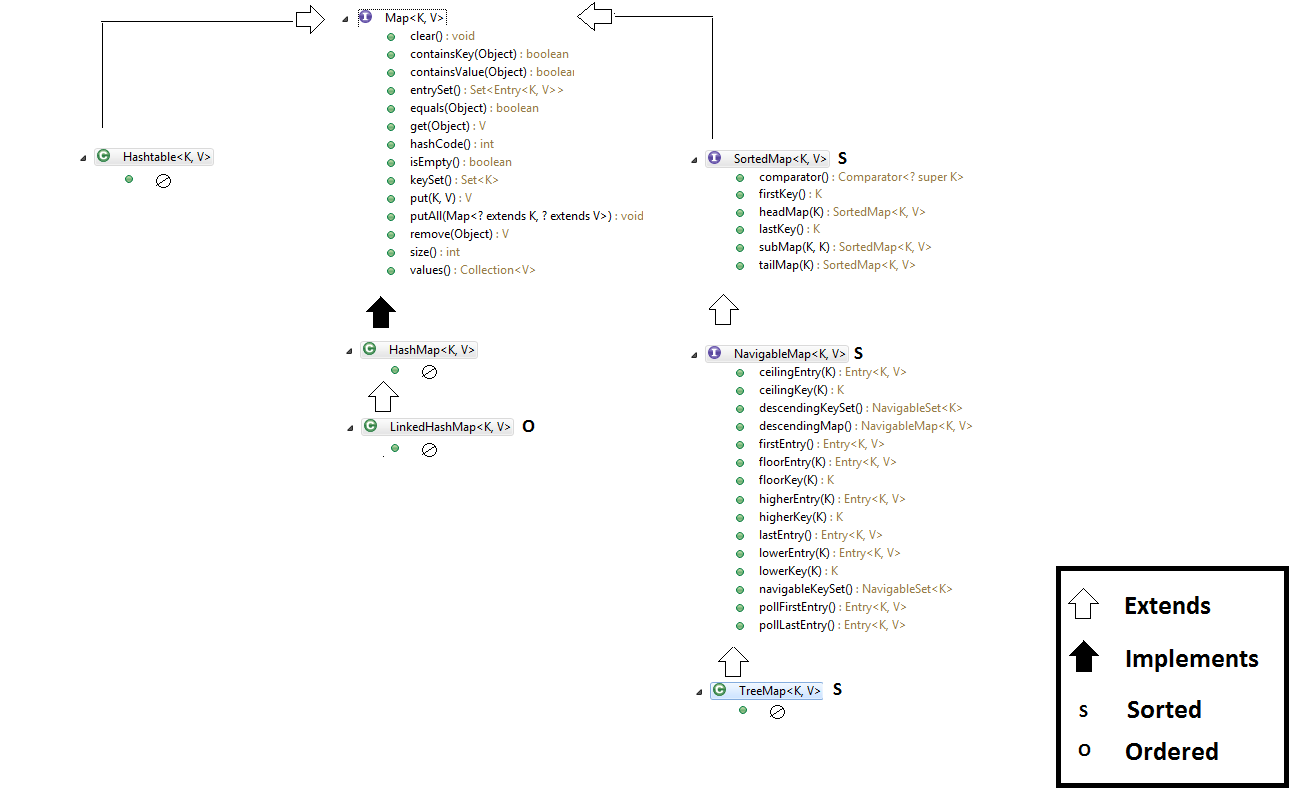 Map<K, V>
clear() : void
containsKey(Object) : boolean
containsValue(Object) : boolean
entrySet() : Set<Entry<K, V>>
equals(Object) : boolean
get(Object) : V
hashCode() : int
isEmpty() : boolean
keySet() : Set<K>
put(K, V) : V
putAll(Map<? extends K, ? extends V>) : void
remove(Object) : V
size() : int
values() : Collection<V>
Hashtable<K, V>
HashMap<K, V>
LinkedHashMap<K, V> O
SortedMap<K, V> S
comparator() : Comparator<? super K>
firstKey() : K
headMap(K) : SortedMap<K, V>
lastKey() : K
subMap(K, K) : SortedMap<K, V>
tailMap(K) : SortedMap<K, V>
NavigableMap<K, V> S
ceilingEntry(K) : Entry<K, V>
ceilingKey(K) : K
descendingKeySet() : NavigableSet<K>
descendingMap() : NavigableMap<K, V>
firstEntry() : Entry<K, V>
floorEntry(K) : Entry<K, V>
floorKey(K) : K
higherEntry(K) : Entry<K, V>
higherKey(K) : K
lastEntry() : Entry<K, V>
lowerEntry(K) : Entry<K, V>
lowerKey(K) : K
navigableKeySet() : NavigableSet<K>
pollFirstEntry() : Entry<K, V>
pollLastEntry() : Entry<K, V>
TreeMap<K, V> S
Extends
Implements
S Sorted
O Ordered